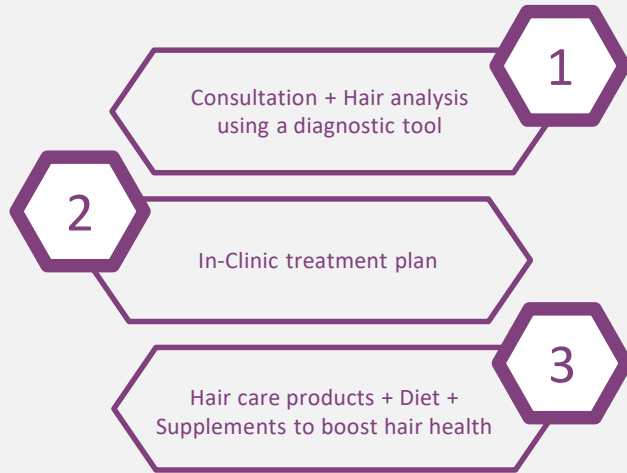 1
Consultation + Hair analysis
using a diagnostic tool
2
In-Clinic treatment plan
3
Hair care products + Diet +
Supplements to boost hair health